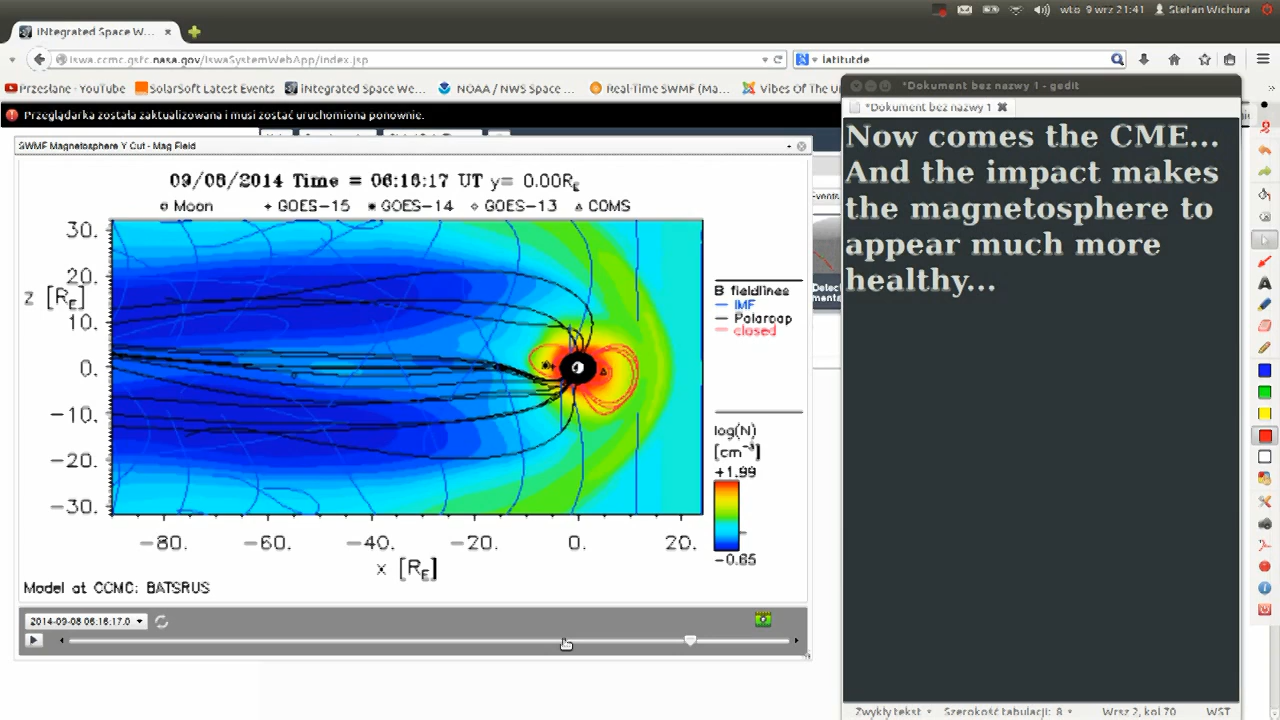 wto 9 wrz 21:41 Stefan Wichura
iNtegrated Space W...
iswa.ccmc.gsfc.nasa.gov/IswaSystemWebApp/index.jsp
latitutde
Przesłane - YouTube SolarSoft Latest Events iNtegrated Space We... NOAA / NWS Space ... Real-Time SWMF (Ma... Vibes Of The U
Przeglądarka została zaktualizowana i musi zostać uruchomiona ponownie.
SWMF Magnetosphere Y Cut - Mag Field
09/08/2014 Time = 06:16:17 UT y= 0.00RE
Moon GOES-15 GOES-14 GOES-13 COMS
30.
20.
10.
0.
-10.
-20.
-30.
z [RE]
-80. -60. -40. -20. 0. 20.
x [RE]
B fieldlines
IMF
Polarcap
closed
log(N)
[cm-3]
+1.99
-0.65
Model at CCMC: BATSRUS
2014-09-08 06:16:17.0
Events
Detect
ments
*Dokument bez nazwy 1 - gedit
*Dokument bez nazwy 1
Now comes the CME...
And the impact makes
the magnetosphere to
appear much more
healthy...
Zwykły tekst Szerokość tabulacji: 8 Wrsz 2, kol 70 WST